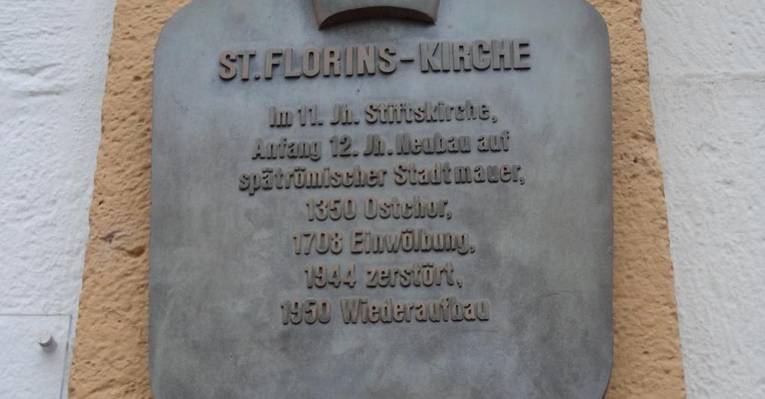 ST. FLORINS-KIRCHE
Im 11. Jh. Stiftskirche,
Anfang 12. Jh. Neubau auf
spätrömischer Stadtmauer,
1350 Ostchor,
1708 Einwölbung,
1944 zerstört,
1950 Wiederaufbau